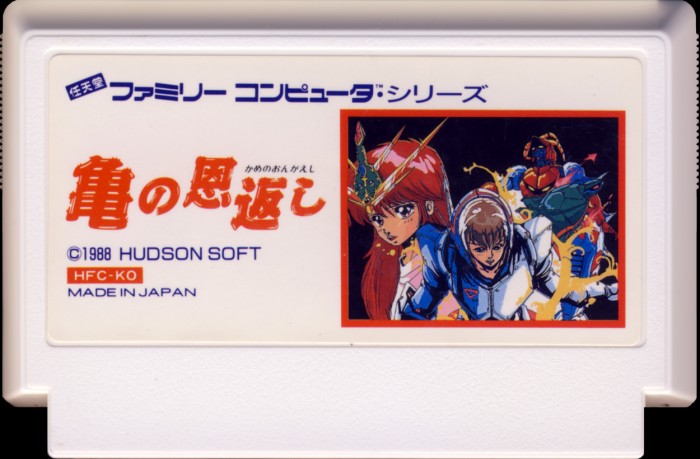 任天堂 ファミリー コンピュータ™・シリーズ
かめのおんがえし
亀の恩返し
©1988 HUDSON SOFT
HFC-KO
MADE IN JAPAN